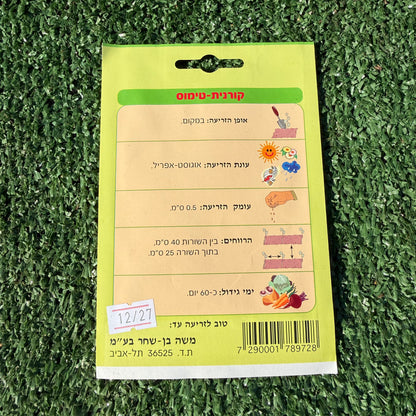 קורנית-טימוס
אופן הזריעה: במקום.
עונת הזריעה: אוגוסט-אפריל.
עומק הזריעה: 0.5 ס"מ.
הרווחים: בין השורות 40 ס"מ.
בתוך השורה 25 ס"מ.
ימי גידול: כ-60 יום.
טוב לזריעה עד:
12/27
משה בן-שחר בע"מ
ת.ד. 36525 תל-אביב
7 290001 789728